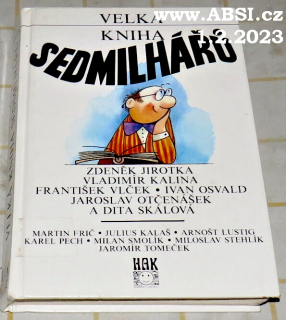 www.ABSI.cz
1.2.2023
VELKÁ
KNIHA
SEDMILHÁŘŮ
ZDENĚK JIROTKA
VLADIMÍR KALINA
FRANTIŠEK VLČEK • IVAN OSVALD
JAROSLAV OTČENÁŠEK
A DITA SKÁLOVÁ
MARTIN FRIČ • JULIUS KALAŠ • ARNOŠT LUSTIG
KAREL PECH • MILAN SMOLÍK • MILOSLAV STEHLÍK
JAROMÍR TOMEČEK
HAK